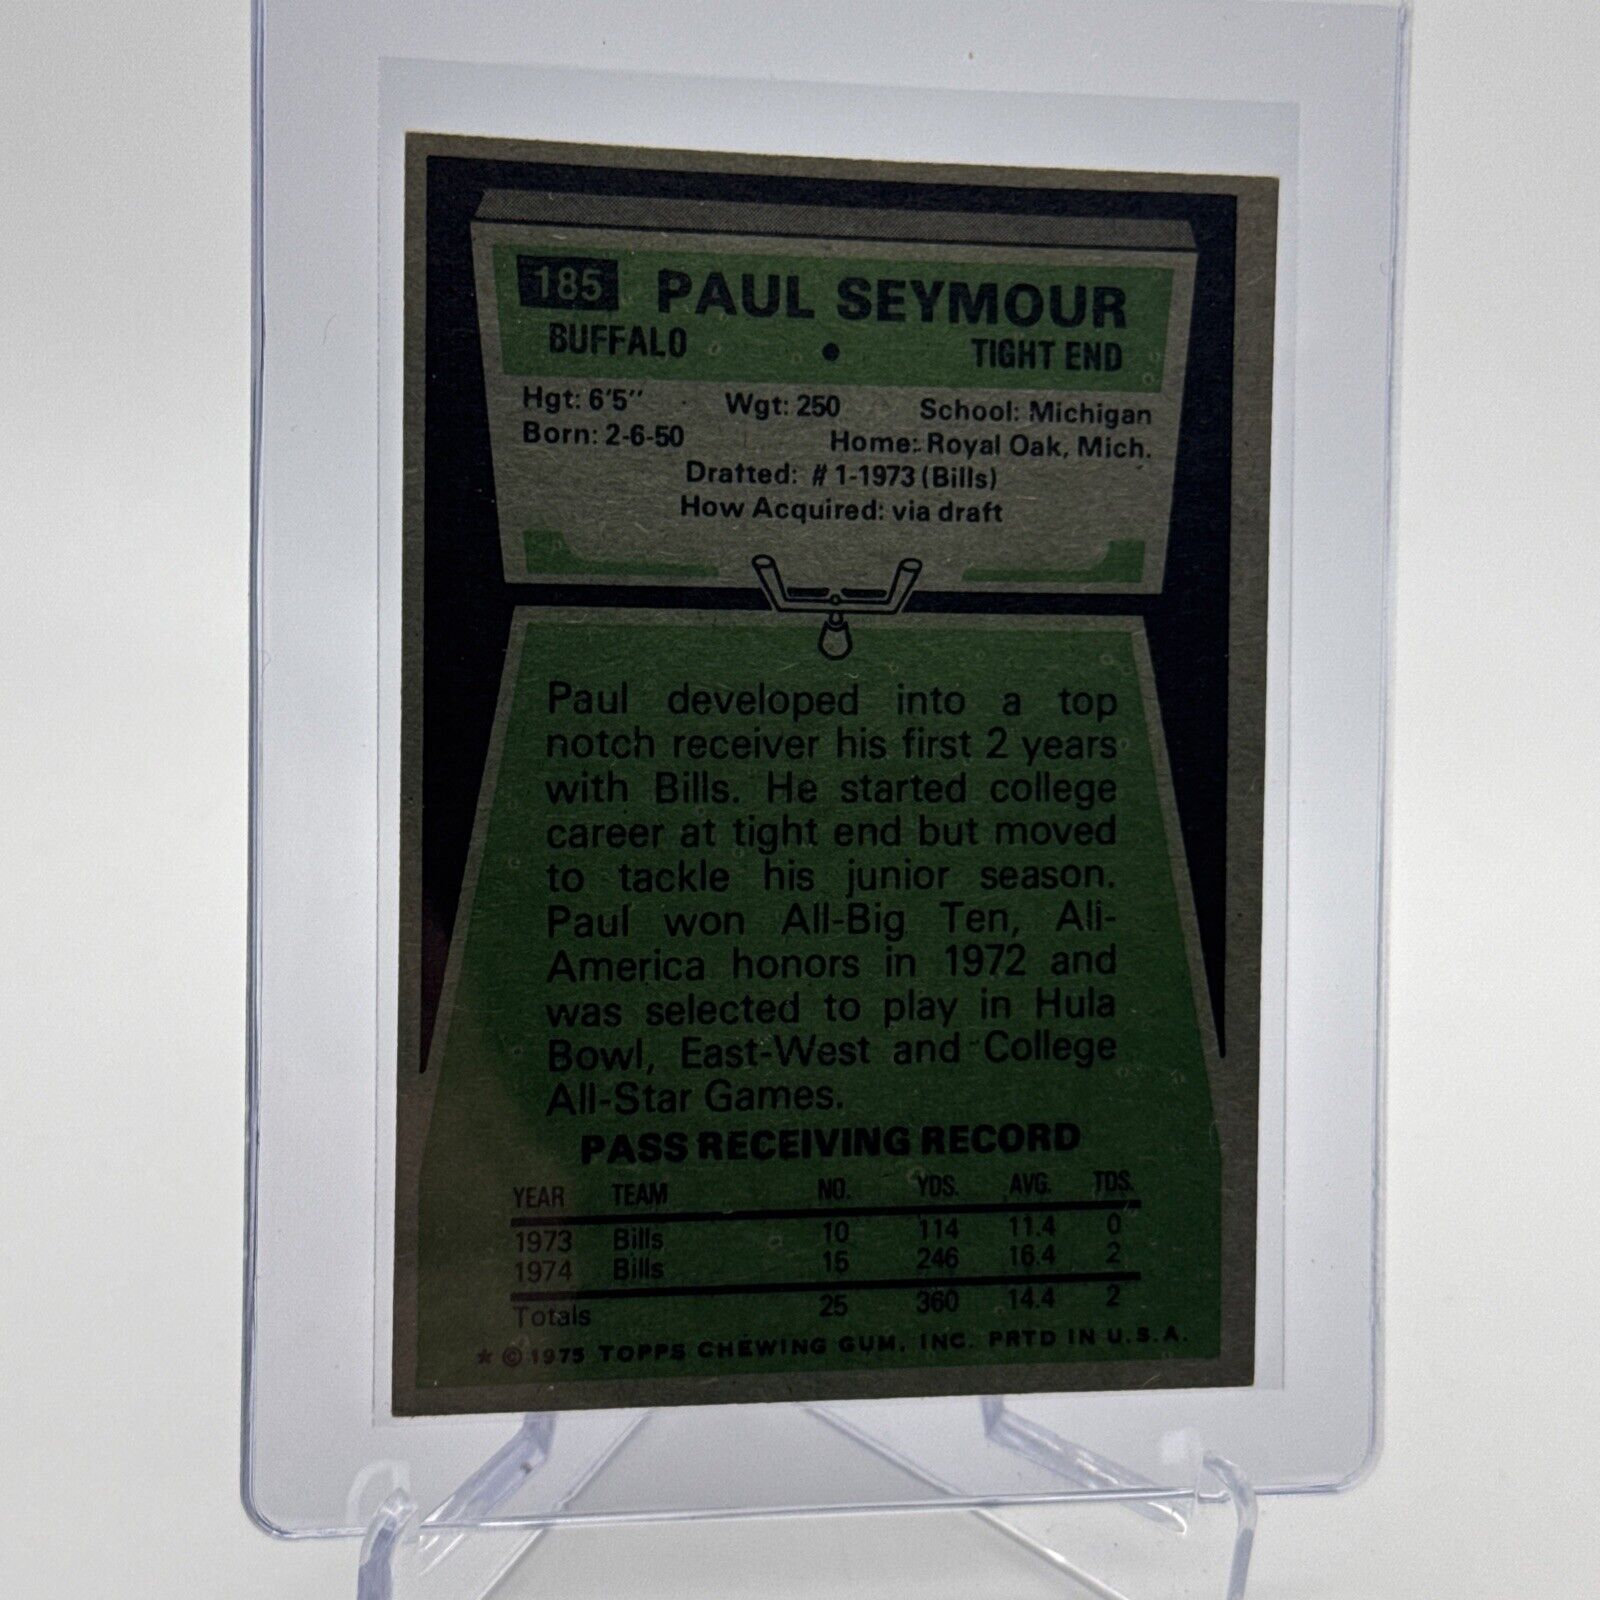 185 PAUL SEYMOUR
BUFFALO • TIGHT END
Hgt: 6'5" Wgt: 250 School: Michigan
Born: 2-6-50 Home: Royal Oak, Mich.
Drafted: #1-1973 (Bills)
How Acquired: via draft
Paul developed into a top
notch receiver his first 2 years
with Bills. He started college
career at tight end but moved
to tackle his junior season.
Paul won All-Big Ten, All-
America honors in 1972 and
was selected to play in Hula
Bowl, East-West and College
All-Star Games.
PASS RECEIVING RECORD
YEAR TEAM NO. YDS. AVG. TDS.
1973 Bills 10 114 11.4 0
1974 Bills 15 246 16.4 2
Totals 25 360 14.4 2
* © 1975 TOPPS CHEWING GUM, INC. PRTD IN U.S.A.